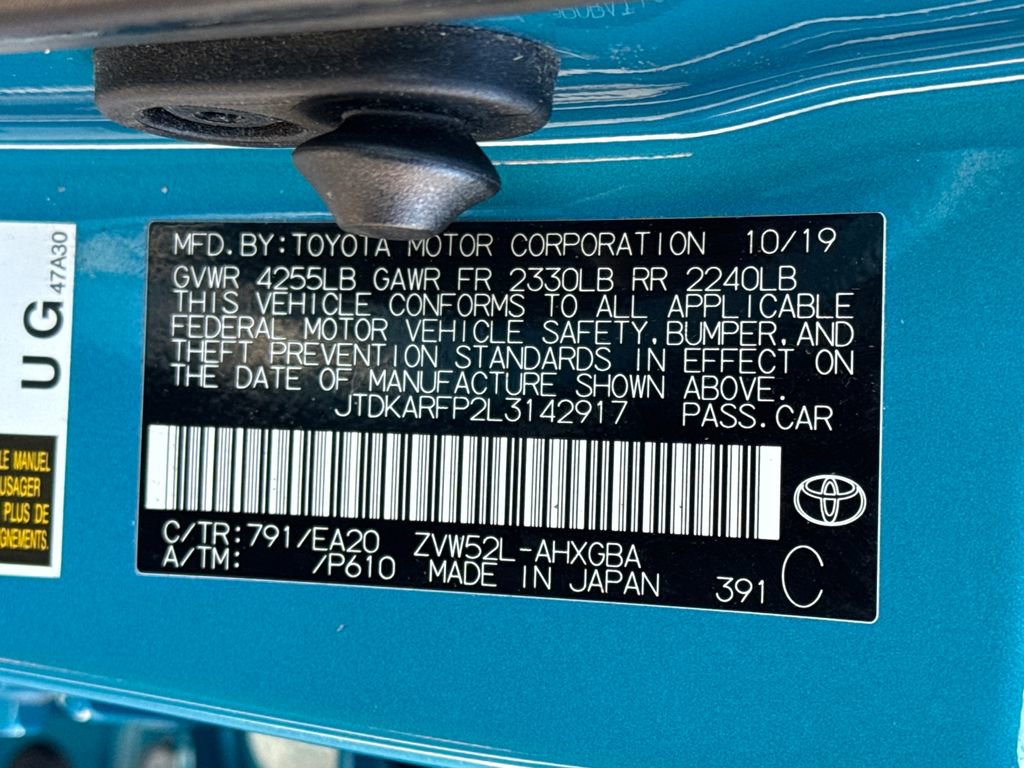 MFD.BY:TOYOTA MOTOR CORPORATION 10/19
GVWR 4255LB GAWR FR 2330LB RR 2240LB
THIS VEHICLE CONFORMS TO ALL APPLICABLE
FEDERAL MOTOR VEHICLE SAFETY,BUMPER,AND
THEFT PREVENTION STANDARDS IN EFFECT ON
THE DATE OF MANUFACTURE SHOWN ABOVE.
JTDKARFP2L3142917 PASS.CAR
C/TR:791/EA20 ZVW52L-AHXGBA
A/TM: /P610 MADE IN JAPAN 391 C
UG
47A30
LE MANUEL
USAGER
PLUS DE